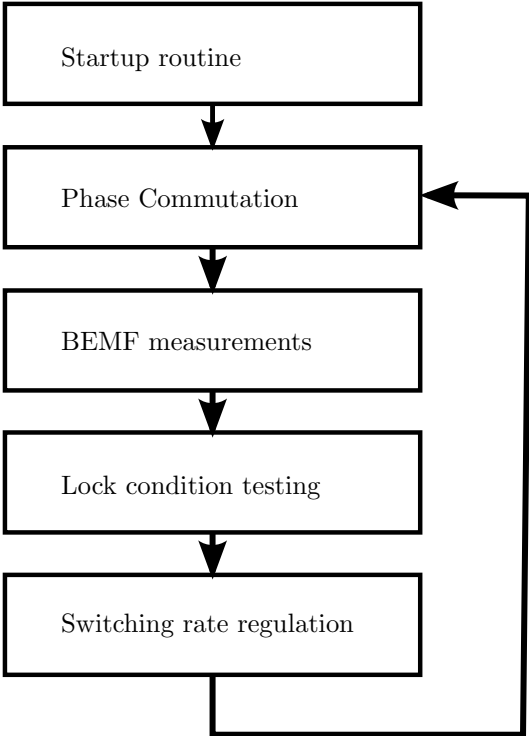 Startup routine
Phase Commutation
BEMF measurements
Lock condition testing
Switching rate regulation